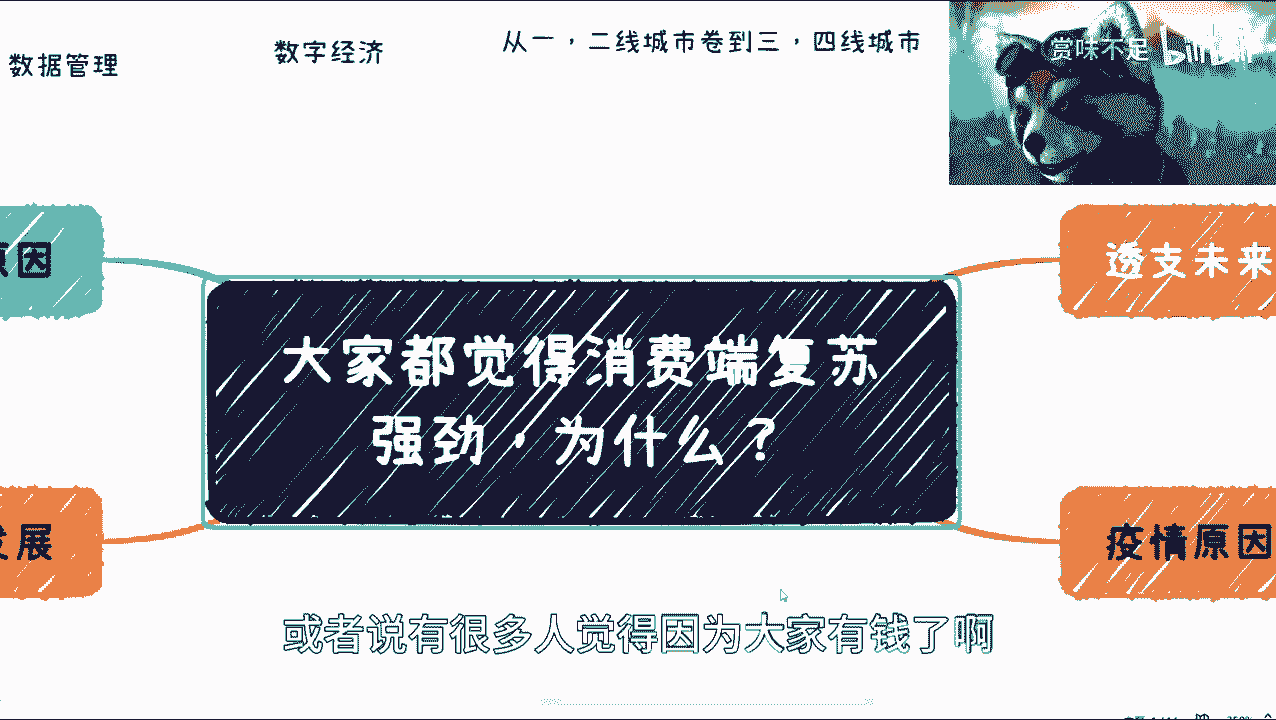 数据管理
数字经济
从一，二线城市卷到三，四线城市
赏味不足 bilibili
原因
透支未来
大家都觉得消费端复苏
强劲，为什么？
发展
疫情原因
或者说有很多人觉得因为大家有钱了啊